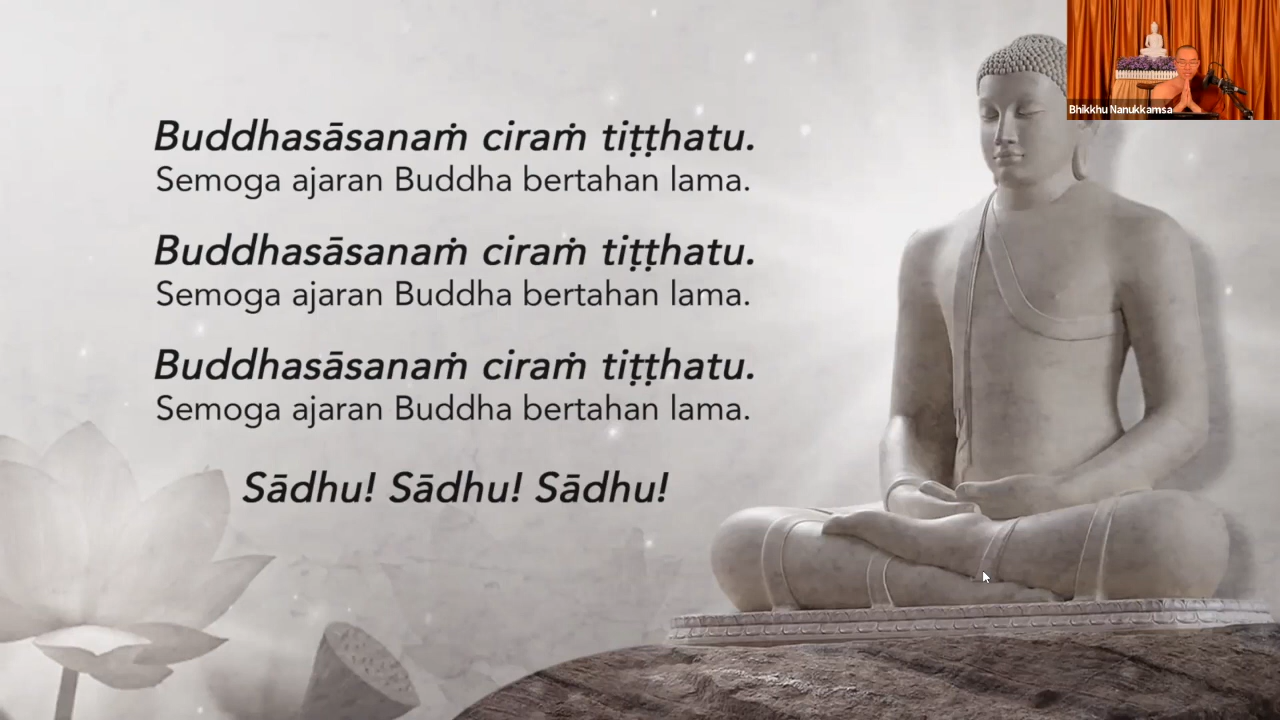 Bhikkhu Nanukkamsa
Buddhasāsanaṁ ciraṁ tiṭṭhatu.
Semoga ajaran Buddha bertahan lama.
Buddhasāsanaṁ ciraṁ tiṭṭhatu.
Semoga ajaran Buddha bertahan lama.
Buddhasāsanaṁ ciraṁ tiṭṭhatu.
Semoga ajaran Buddha bertahan lama.
Sādhu! Sādhu! Sādhu!